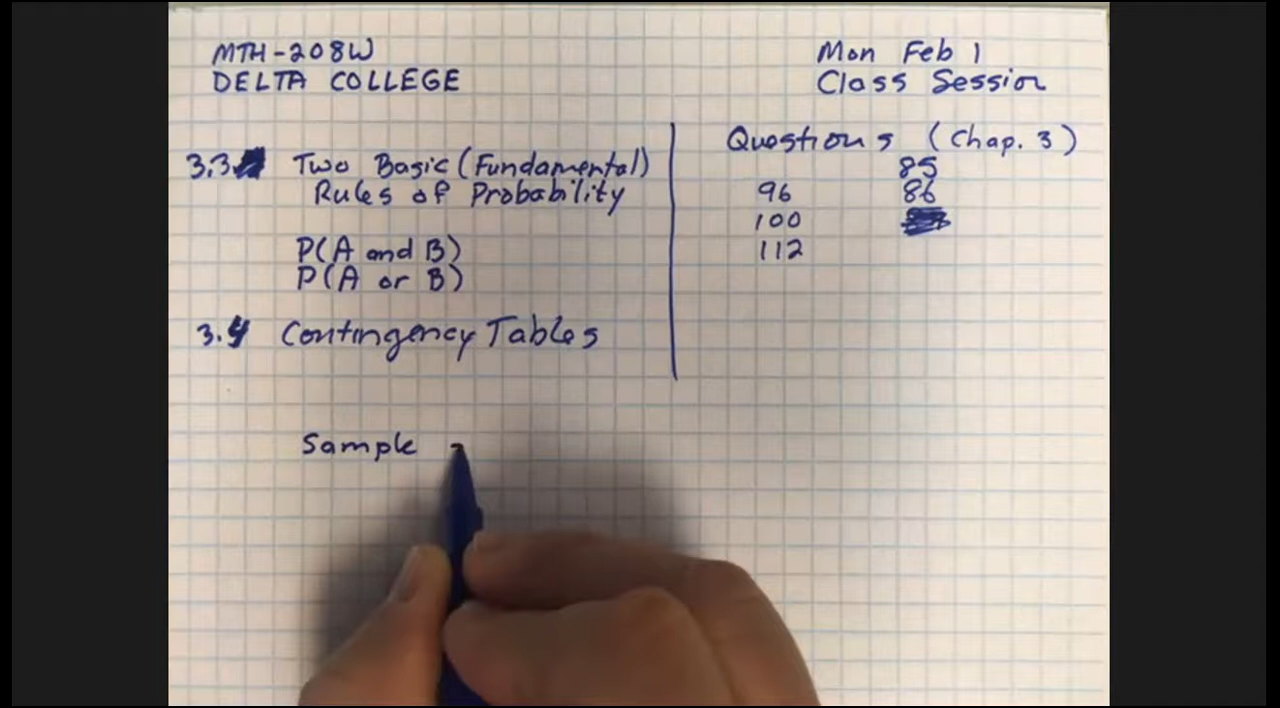 MTH-208W
DELTA COLLEGE
Mon Feb 1
Class Session
3.3 Two Basic (Fundamental)
Rules of Probability
P(A and B)
P(A or B)
3.4 Contingency Tables
Questions (Chap. 3)
85
96 86
100
112
Sample